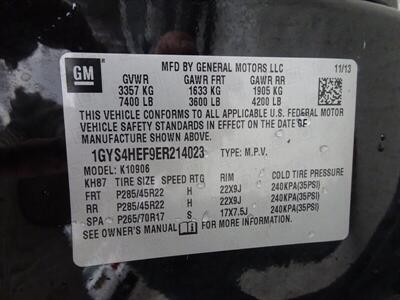 GM
MFD BY GENERAL MOTORS LLC 11/13
GVWR GAWR FRT GAWR RR
3357 KG 1633 KG 1905 KG
7400 LB 3600 LB 4200 LB
THIS VEHICLE CONFORMS TO ALL APPLICABLE U.S. FEDERAL MOTOR
VEHICLE SAFETY STANDARDS IN EFFECT ON THE DATE OF
MANUFACTURE SHOWN ABOVE.
1GYS4HEF9ER214023 TYPE: M.P.V.
MODEL: K10906
KH87 TIRE SIZE SPEED RTG RIM COLD TIRE PRESSURE
FRT P285/45R22 H 22X9J 240KPA(35PSI)
RR P285/45R22 H 22X9J 240KPA(35PSI)
SPA P265/70R17 S 17X7.5J 240KPA(35PSI)
SEE OWNER'S MANUAL FOR MORE INFORMATION.